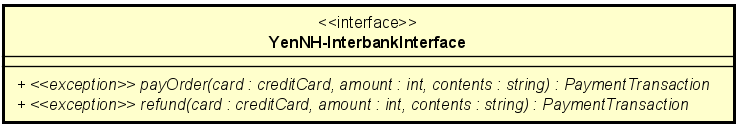 <<interface>>
YenNH-InterbankInterface
+ <<exception>> payOrder(card : creditCard, amount : int, contents : string) : PaymentTransaction
+ <<exception>> refund(card : creditCard, amount : int, contents : string) : PaymentTransaction